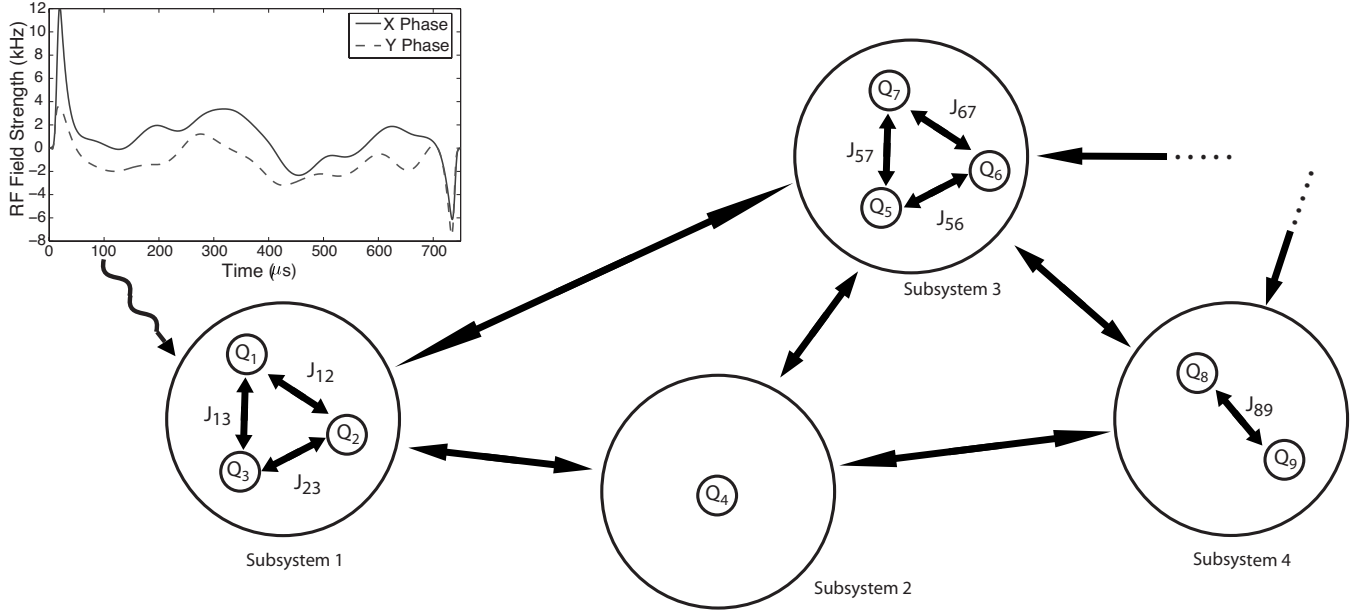 12
10
8
6
4
2
0
−2
−4
−6
−8
RF Field Strength (kHz)
X Phase
Y Phase
0 100 200 300 400 500 600 700
Time (μs)
Q₇
J₆₇
J₅₇
Q₆
Q₅
J₅₆
Subsystem 3
Q₁
J₁₂
J₁₃
Q₂
Q₃
J₂₃
Subsystem 1
Q₄
Subsystem 2
Q₈
J₈₉
Q₉
Subsystem 4